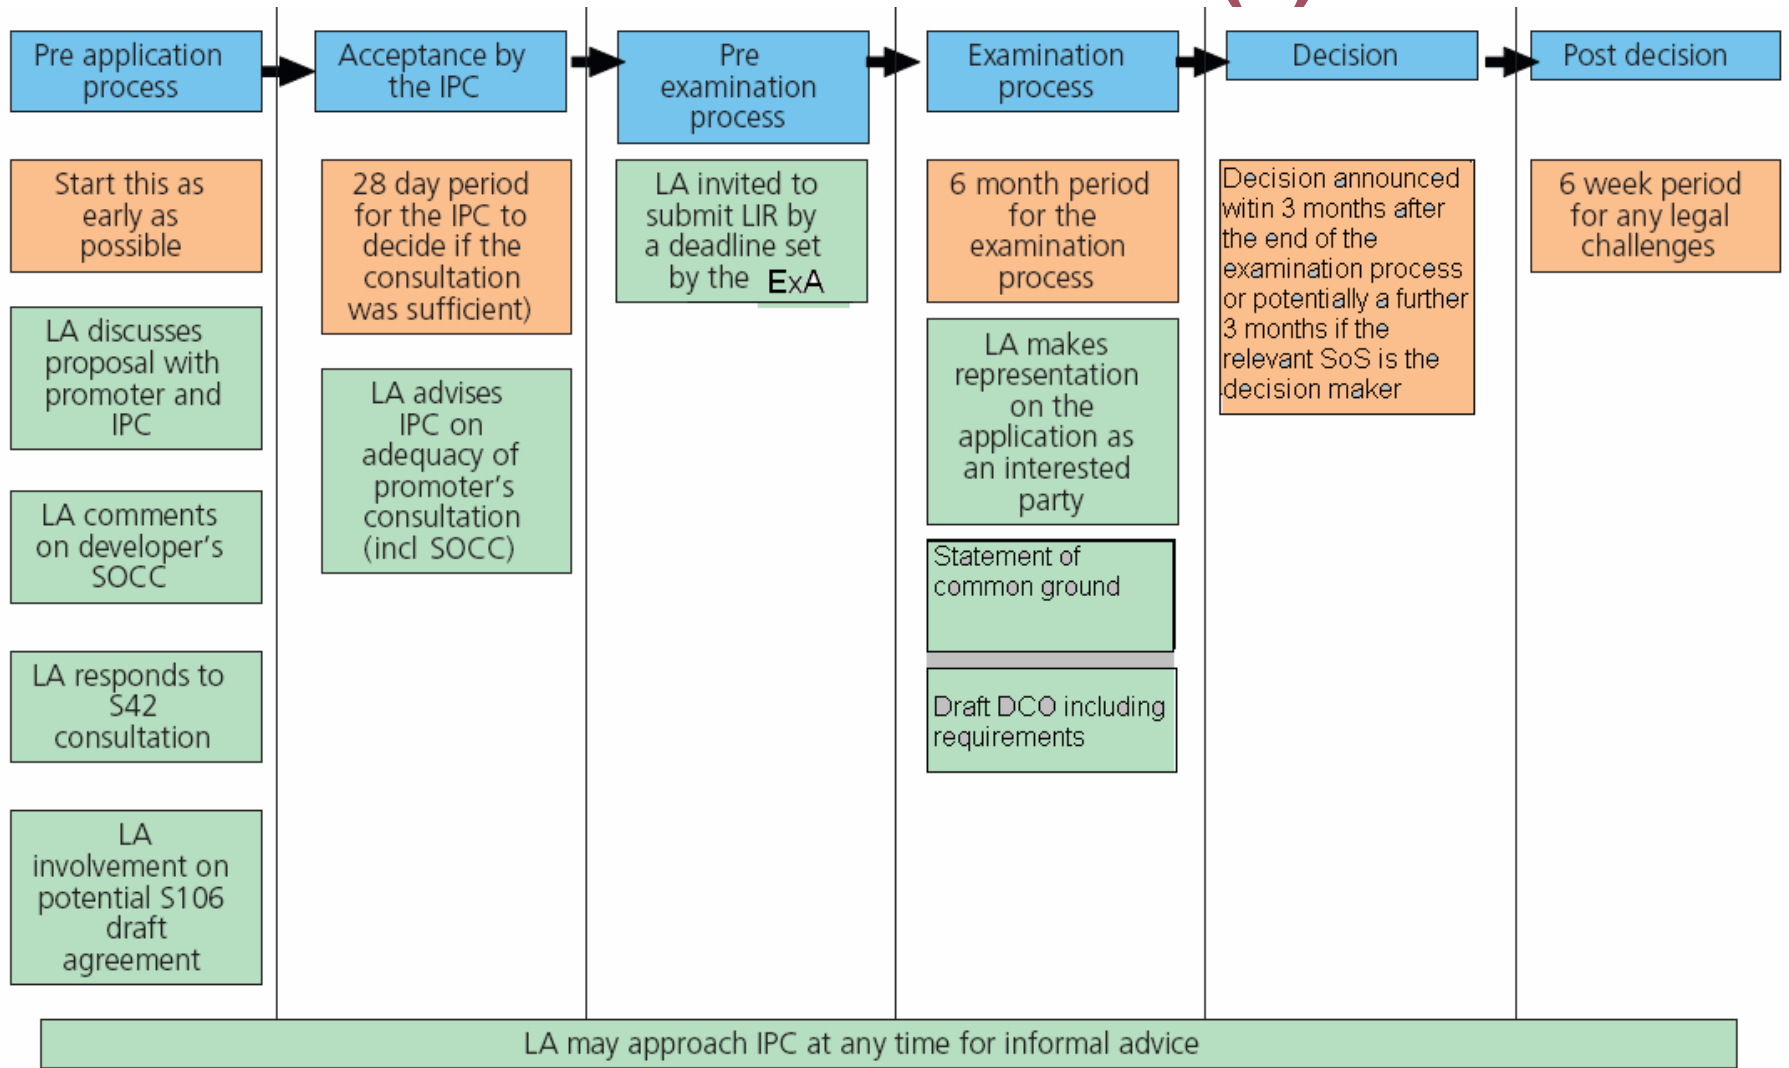 Pre application
process
Acceptance by
the IPC
Pre
examination
process
Examination
process
Decision
Post decision
Start this as
early as
possible
LA discusses
proposal with
promoter and
IPC
LA comments
on developer's
SOCC
LA responds to
S42
consultation
LA
involvement on
potential S106
draft
agreement
28 day period
for the IPC to
decide if the
consultation
was sufficient)
LA advises
IPC on
adequacy of
promoter's
consultation
(incl SOCC)
LA invited to
submit LIR by
a deadline set
by the ExA
6 month period
for the
examination
process
LA makes
representation
on the
application as
an interested
party
Statement of
common ground
Draft DCO including
requirements
Decision announced
witin 3 months after
the end of the
examination process
or potentially a further
3 months if the
relevant SoS is the
decision maker
6 week period
for any legal
challenges
LA may approach IPC at any time for informal advice